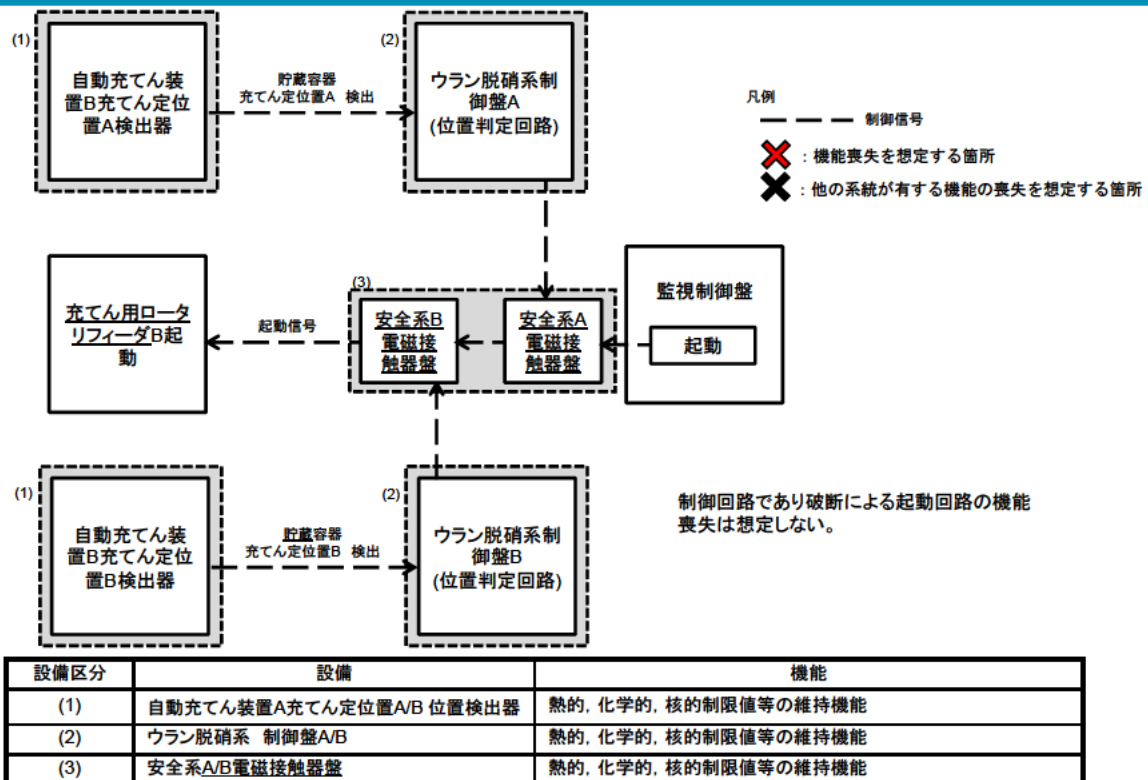 (1)
自動充てん装
置B充てん定位
置A検出器
貯蔵容器
充てん定位置A 検出
(2)
ウラン脱硝系制
御盤A
(位置判定回路)
凡例
制御信号
：機能喪失を想定する箇所
：他の系統が有する機能の喪失を想定する箇所
充てん用ロータ
リフィーダB起
動
起動信号
(3)
安全系B
電磁接
触器盤
安全系A
電磁接
触器盤
監視制御盤
起動
(1)
自動充てん装
置B充てん定位
置B検出器
貯蔵容器
充てん定位置B 検出
(2)
ウラン脱硝系制
御盤B
(位置判定回路)
制御回路であり破断による起動回路の機能
喪失は想定しない。
設備区分 設備 機能
(1) 自動充てん装置A充てん定位置A/B 位置検出器 熱的，化学的，核的制限値等の維持機能
(2) ウラン脱硝系 制御盤A/B 熱的，化学的，核的制限値等の維持機能
(3) 安全系A/B電磁接触器盤 熱的，化学的，核的制限値等の維持機能